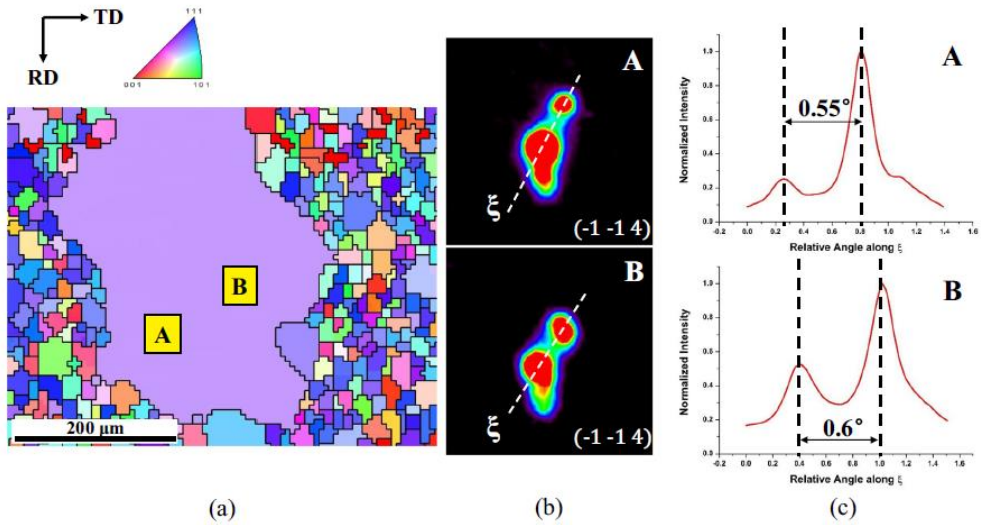 TD
RD
111
001
101
A
B
200 μm
(a)
A
ξ
(-1 -1 4)
B
ξ
(-1 -1 4)
(b)
A
0.55°
Normalized Intensity
1.0
0.8
0.6
0.4
0.2
0.0
-0.2 0.0 0.2 0.4 0.6 0.8 1.0 1.2 1.4 1.6
Relative Angle along ξ
B
0.6°
Normalized Intensity
1.0
0.8
0.6
0.4
0.2
0.0
-0.2 0.0 0.2 0.4 0.6 0.8 1.0 1.2 1.4 1.6
Relative Angle along ξ
(c)